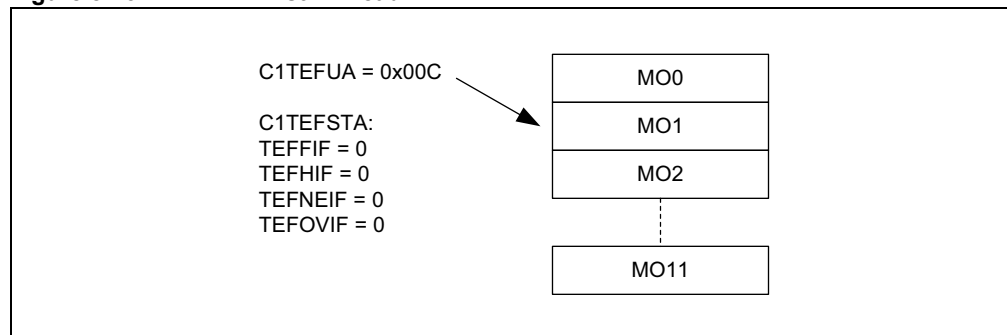 C1TEFUA = 0x00C
C1TEFSTA:
TEFFIF = 0
TEFHIF = 0
TEFNEIF = 0
TEFOVIF = 0
MO0
MO1
MO2
MO11